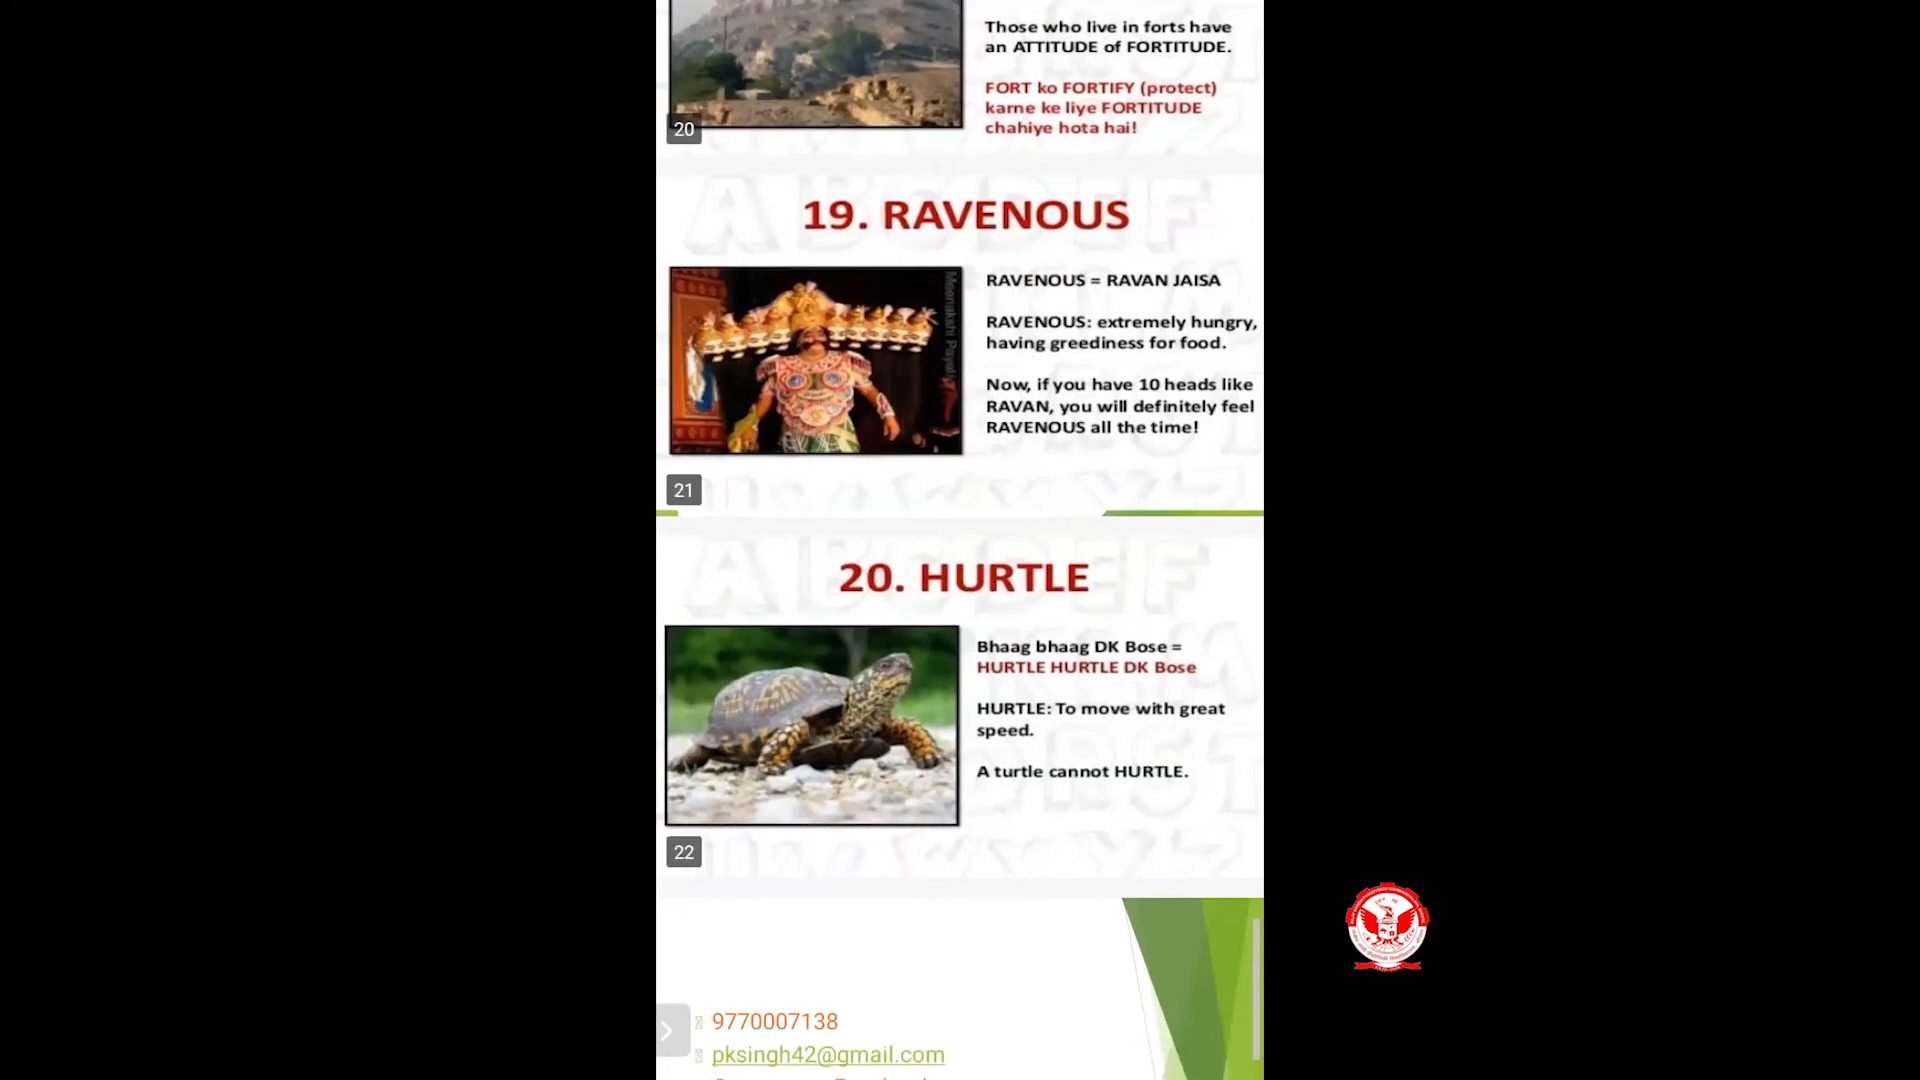 Those who live in forts have
an ATTITUDE of FORTITUDE.
FORT ko FORTIFY (protect)
karne ke liye FORTITUDE
chahiye hota hai!
20
19. RAVENOUS
RAVENOUS = RAVAN JAISA
RAVENOUS: extremely hungry,
having greediness for food.
Now, if you have 10 heads like
RAVAN, you will definitely feel
RAVENOUS all the time!
21
20. HURTLE
Bhaag bhaag DK Bose =
HURTLE HURTLE DK Bose
HURTLE: To move with great
speed.
A turtle cannot HURTLE.
22
9770007138
pksingh42@gmail.com